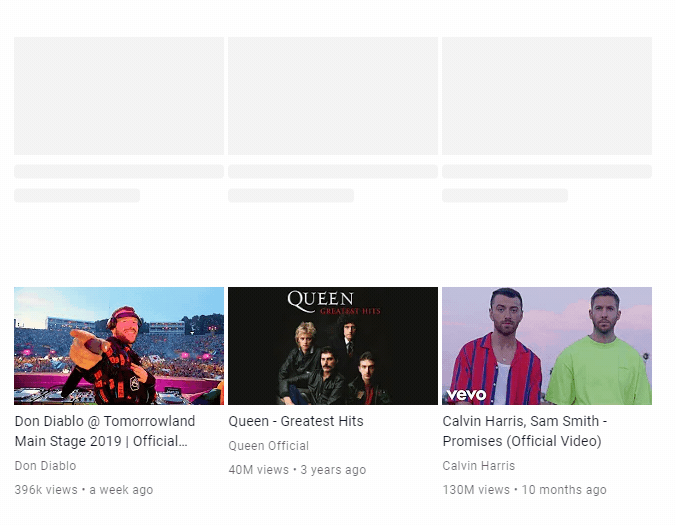 QUEEN
GREATEST HITS
vevo
Don Diablo @ Tomorrowland
Main Stage 2019 | Official...
Don Diablo
396k views • a week ago
Queen - Greatest Hits
Queen Official
40M views • 3 years ago
Calvin Harris, Sam Smith -
Promises (Official Video)
Calvin Harris
130M views • 10 months ago